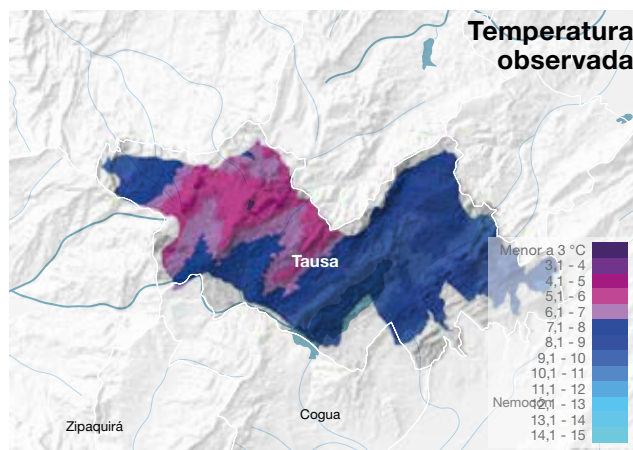 Temperatura
observada
Tausa
Menor a 3 °C
3,1 - 4
4,1 - 5
5,1 - 6
6,1 - 7
7,1 - 8
8,1 - 9
9,1 - 10
10,1 - 11
11,1 - 12
12,1 - 13
13,1 - 14
14,1 - 15
Nemocón
Cogua
Zipaquirá